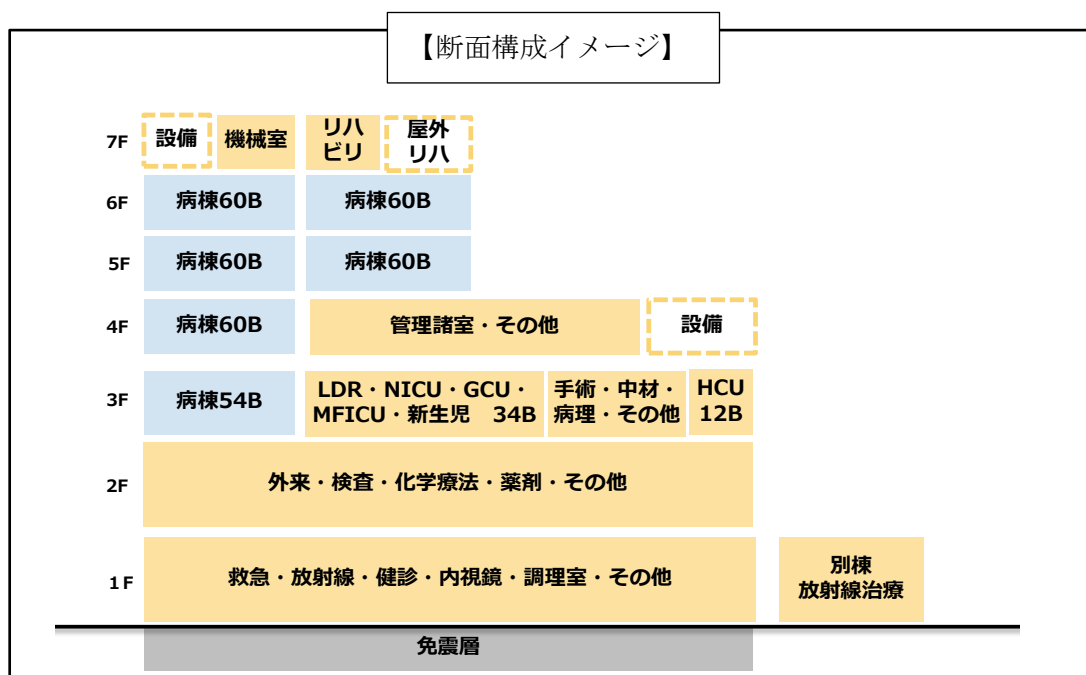 【断面構成イメージ】
7F
設備
機械室
リハ
ビリ
屋外
リハ
6F
病棟60B
病棟60B
5F
病棟60B
病棟60B
4F
病棟60B
管理諸室・その他
設備
3F
病棟54B
LDR・NICU・GCU・
MFICU・新生児　34B
手術・中材・
病理・その他
HCU
12B
2F
外来・検査・化学療法・薬剤・その他
1F
救急・放射線・健診・内視鏡・調理室・その他
別棟
放射線治療
免震層